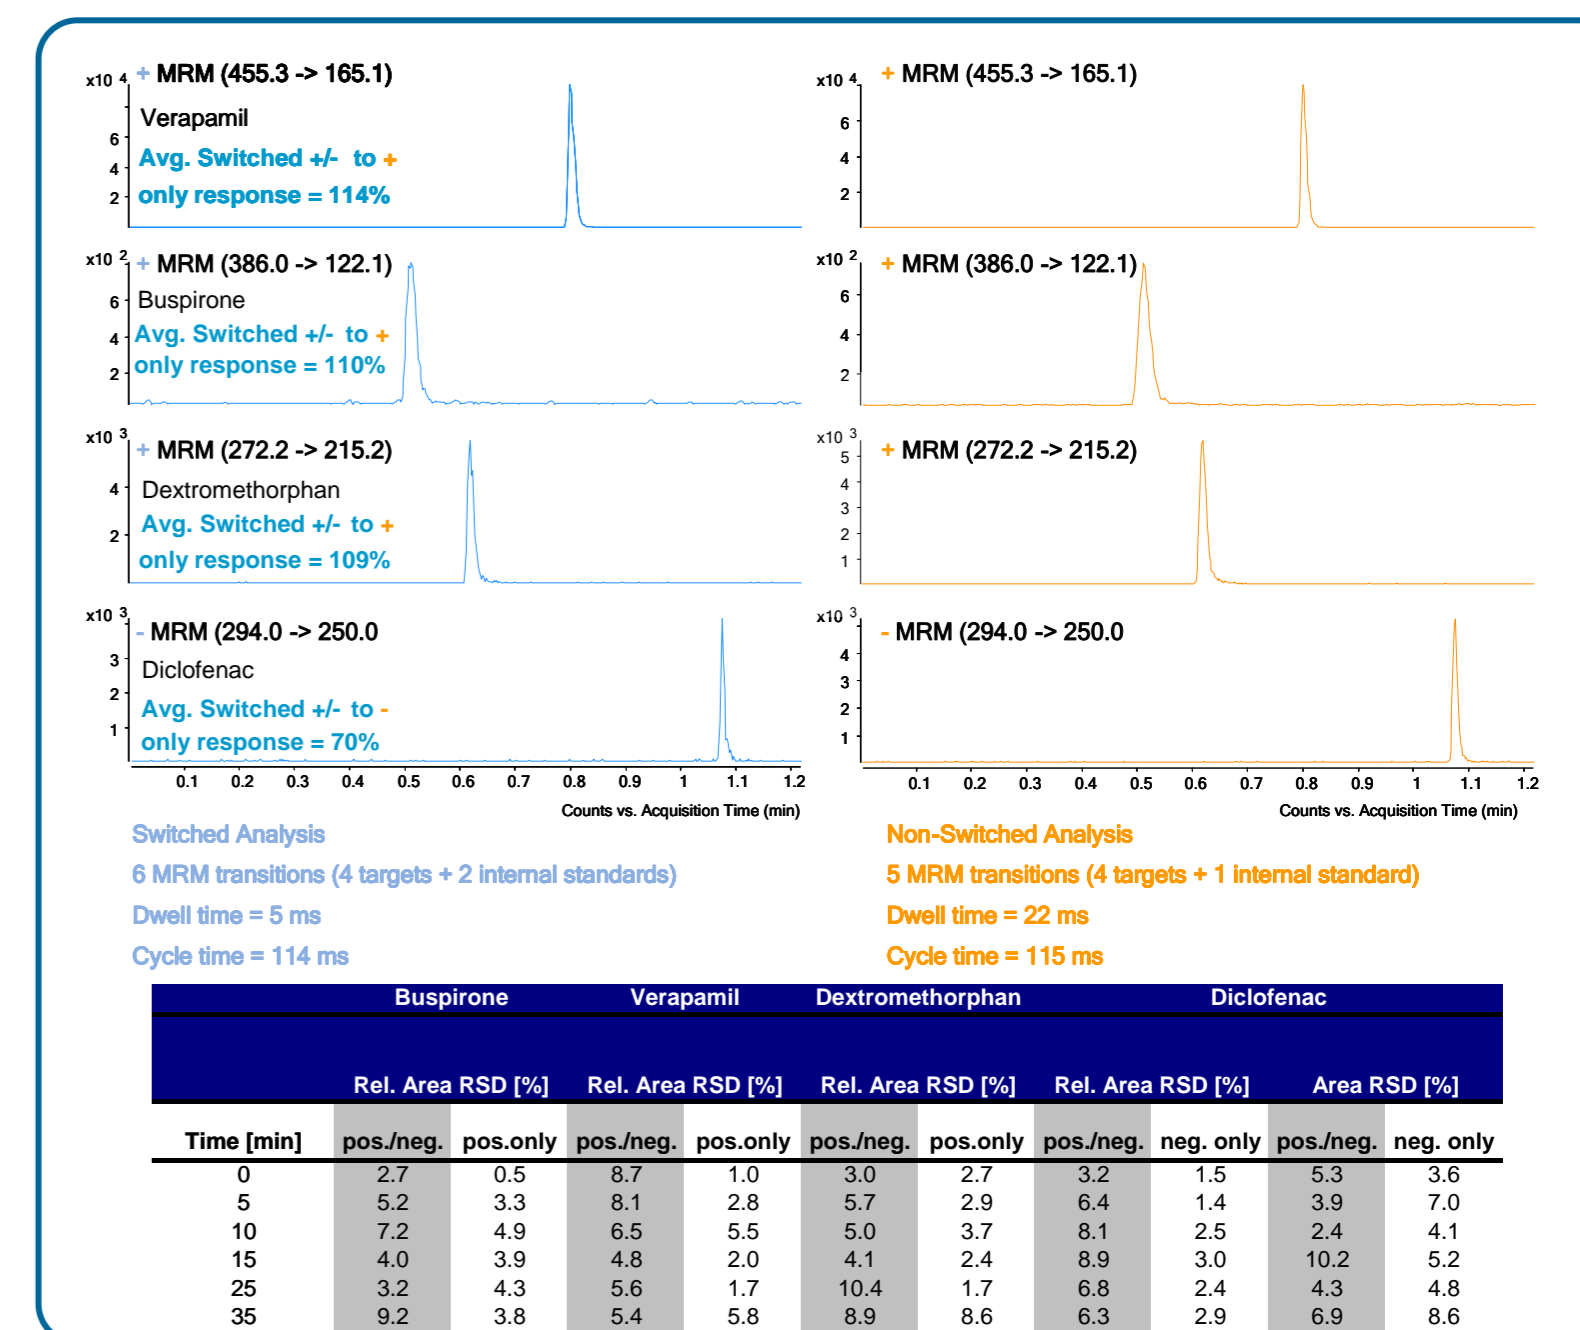 x10 4 + MRM (455.3 -> 165.1)
Verapamil
6
Avg. Switched +/- to +
4
only response = 114%
2
x10 4 + MRM (455.3 -> 165.1)
6
4
2
x10 2 + MRM (386.0 -> 122.1)
Buspirone
6
Avg. Switched +/- to +
4
only response = 110%
2
x10 2 + MRM (386.0 -> 122.1)
6
4
2
x10 3 + MRM (272.2 -> 215.2)
4 Dextromethorphan
Avg. Switched +/- to +
2
only response = 109%
x10 3 + MRM (272.2 -> 215.2)
5
4
3
2
1
x10 3 - MRM (294.0 -> 250.0
3
Diclofenac
2
Avg. Switched +/- to -
1
only response = 70%
0.1 0.2 0.3 0.4 0.5 0.6 0.7 0.8 0.9 1 1.1 1.2
Counts vs. Acquisition Time (min)
x10 3 - MRM (294.0 -> 250.0
4
3
2
1
0.1 0.2 0.3 0.4 0.5 0.6 0.7 0.8 0.9 1 1.1 1.2
Counts vs. Acquisition Time (min)
Switched Analysis
6 MRM transitions (4 targets + 2 internal standards)
Dwell time = 5 ms
Cycle time = 114 ms
Non-Switched Analysis
5 MRM transitions (4 targets + 1 internal standard)
Dwell time = 22 ms
Cycle time = 115 ms
Buspirone Verapamil Dextromethorphan Diclofenac
Rel. Area RSD [%] Rel. Area RSD [%] Rel. Area RSD [%] Rel. Area RSD [%] Area RSD [%]
Time [min] pos./neg. pos.only pos./neg. pos.only pos./neg. pos.only pos./neg. neg. only pos./neg. neg. only
0 2.7 0.5 8.7 1.0 3.0 2.7 3.2 1.5 5.3 3.6
5 5.2 3.3 8.1 2.8 5.7 2.9 6.4 1.4 3.9 7.0
10 7.2 4.9 6.5 5.5 5.0 3.7 8.1 2.5 2.4 4.1
15 4.0 3.9 4.8 2.0 4.1 2.4 8.9 3.0 10.2 5.2
25 3.2 4.3 5.6 1.7 10.4 1.7 6.8 2.4 4.3 4.8
35 9.2 3.8 5.4 5.8 8.9 8.6 6.3 2.9 6.9 8.6